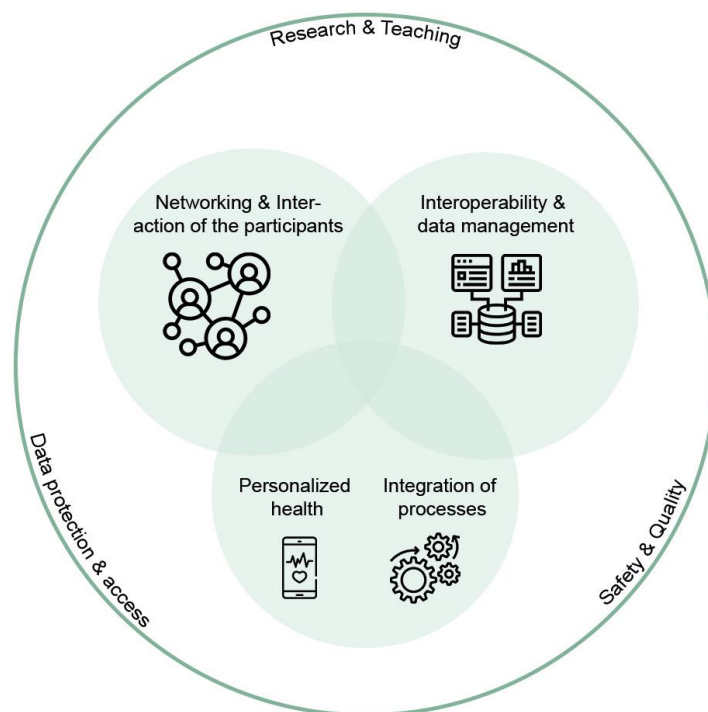 Research & Teaching
Networking & Inter-
action of the participants
Interoperability &
data management
Personalized
health
Integration of
processes
Data protection & access
Safety & Quality